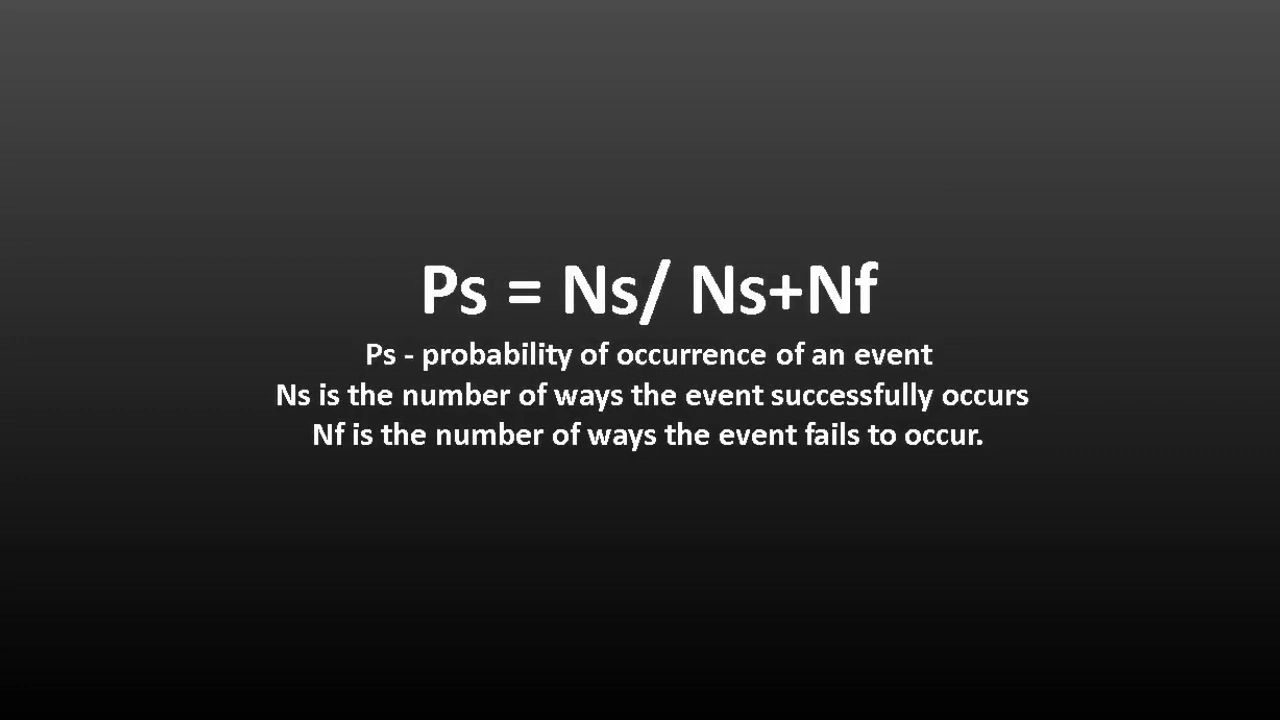 Ps = Ns/ Ns+Nf
Ps - probability of occurrence of an event
Ns is the number of ways the event successfully occurs
Nf is the number of ways the event fails to occur.